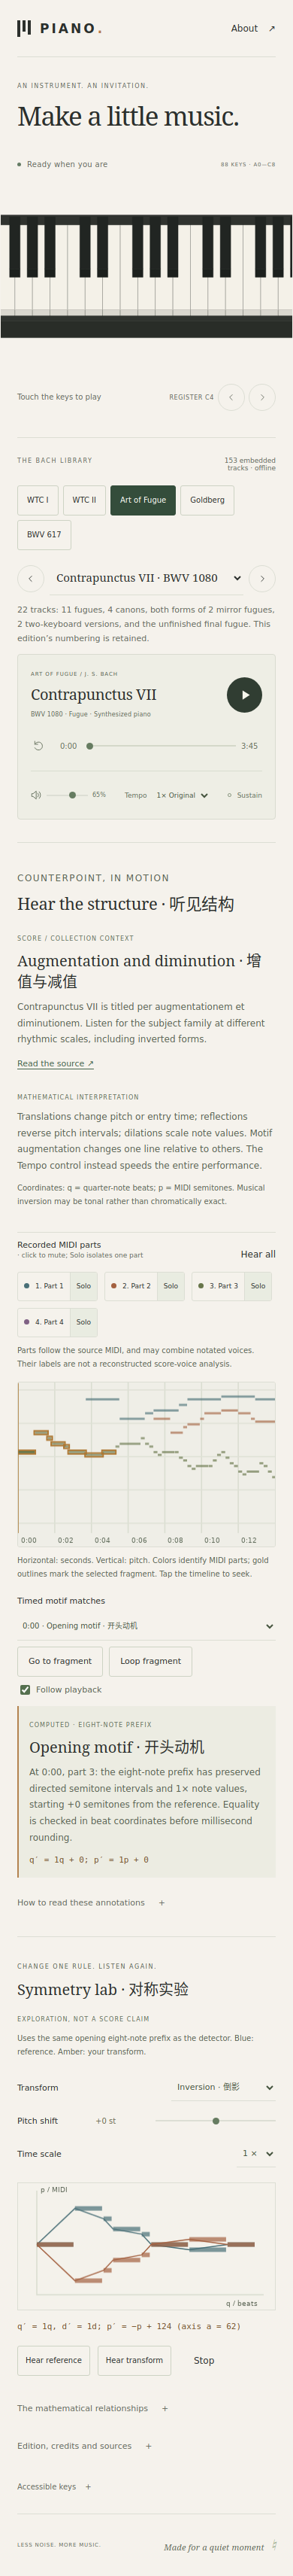 PIANO.
About ↗
AN INSTRUMENT. AN INVITATION.
Make a little music.
Ready when you are
88 KEYS · A0—C8
Touch the keys to play
REGISTER C4
THE BACH LIBRARY
153 embedded
tracks · offline
WTC I
WTC II
Art of Fugue
Goldberg
BWV 617
Contrapunctus VII · BWV 1080
22 tracks: 11 fugues, 4 canons, both forms of 2 mirror fugues,
2 two-keyboard versions, and the unfinished final fugue. This
edition's numbering is retained.
ART OF FUGUE / J. S. BACH
Contrapunctus VII
BWV 1080 · Fugue · Synthesized piano
0:00
3:45
65%
Tempo
1× Original
Sustain
COUNTERPOINT, IN MOTION
Hear the structure · 听见结构
SCORE / COLLECTION CONTEXT
Augmentation and diminution · 增
值与减值
Contrapunctus VII is titled per augmentationem et
diminutionem. Listen for the subject family at different
rhythmic scales, including inverted forms.
Read the source ↗
MATHEMATICAL INTERPRETATION
Translations change pitch or entry time; reflections
reverse pitch intervals; dilations scale note values. Motif
augmentation changes one line relative to others. The
Tempo control instead speeds the entire performance.
Coordinates: q = quarter-note beats; p = MIDI semitones. Musical
inversion may be tonal rather than chromatically exact.
Recorded MIDI parts
· click to mute; Solo isolates one part
Hear all
1. Part 1 Solo
2. Part 2 Solo
3. Part 3 Solo
4. Part 4 Solo
Parts follow the source MIDI, and may combine notated voices.
Their labels are not a reconstructed score-voice analysis.
0:00 0:02 0:04 0:06 0:08 0:10 0:12
Horizontal: seconds. Vertical: pitch. Colors identify MIDI parts; gold
outlines mark the selected fragment. Tap the timeline to seek.
Timed motif matches
0:00 · Opening motif · 开头动机
Go to fragment
Loop fragment
Follow playback
COMPUTED · EIGHT-NOTE PREFIX
Opening motif · 开头动机
At 0:00, part 3: the eight-note prefix has preserved
directed semitone intervals and 1× note values,
starting +0 semitones from the reference. Equality
is checked in beat coordinates before millisecond
rounding.
q′ = 1q + 0; p′ = 1p + 0
How to read these annotations +
CHANGE ONE RULE. LISTEN AGAIN.
Symmetry lab · 对称实验
EXPLORATION, NOT A SCORE CLAIM
Uses the same opening eight-note prefix as the detector. Blue:
reference. Amber: your transform.
Transform
Inversion · 倒影
Pitch shift
+0 st
Time scale
1 ×
p / MIDI
q / beats
q′ = 1q, d′ = 1d; p′ = −p + 124 (axis a = 62)
Hear reference
Hear transform
Stop
The mathematical relationships +
Edition, credits and sources +
Accessible keys +
LESS NOISE. MORE MUSIC.
Made for a quiet moment